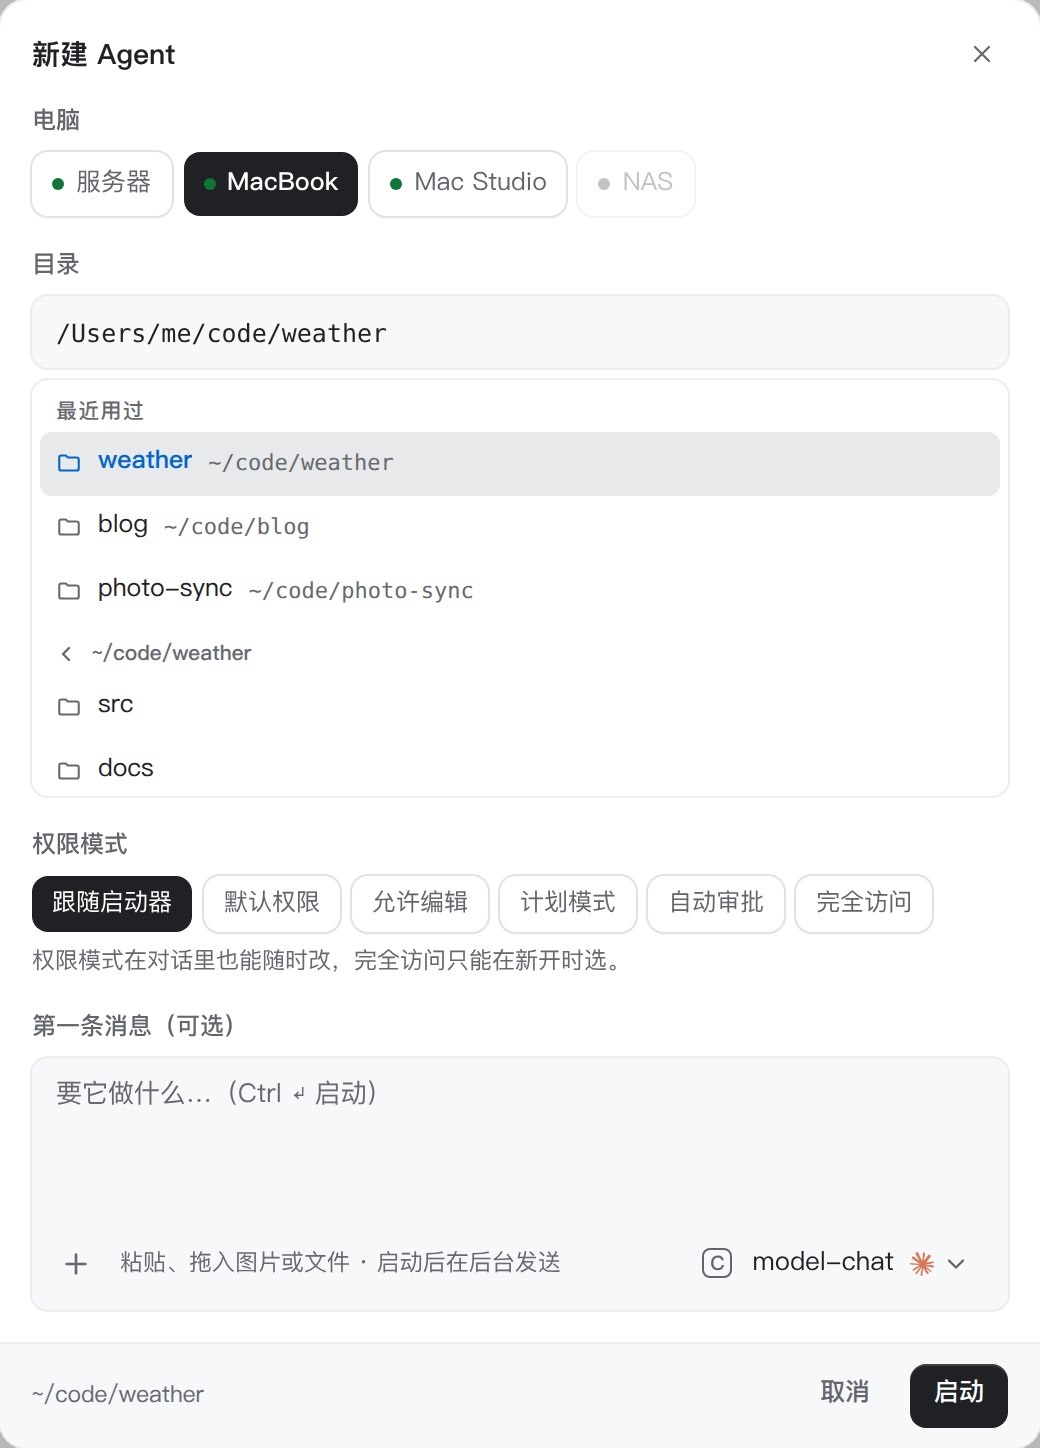 新建 Agent
电脑
服务器 MacBook Mac Studio NAS
目录
/Users/me/code/weather
最近用过
weather ~/code/weather
blog ~/code/blog
photo-sync ~/code/photo-sync
~/code/weather
src
docs
权限模式
跟随启动器 默认权限 允许编辑 计划模式 自动审批 完全访问
权限模式在对话里也能随时改，完全访问只能在新开时选。
第一条消息（可选）
要它做什么…（Ctrl ↲ 启动）
粘贴、拖入图片或文件 · 启动后在后台发送 C model-chat
~/code/weather 取消 启动